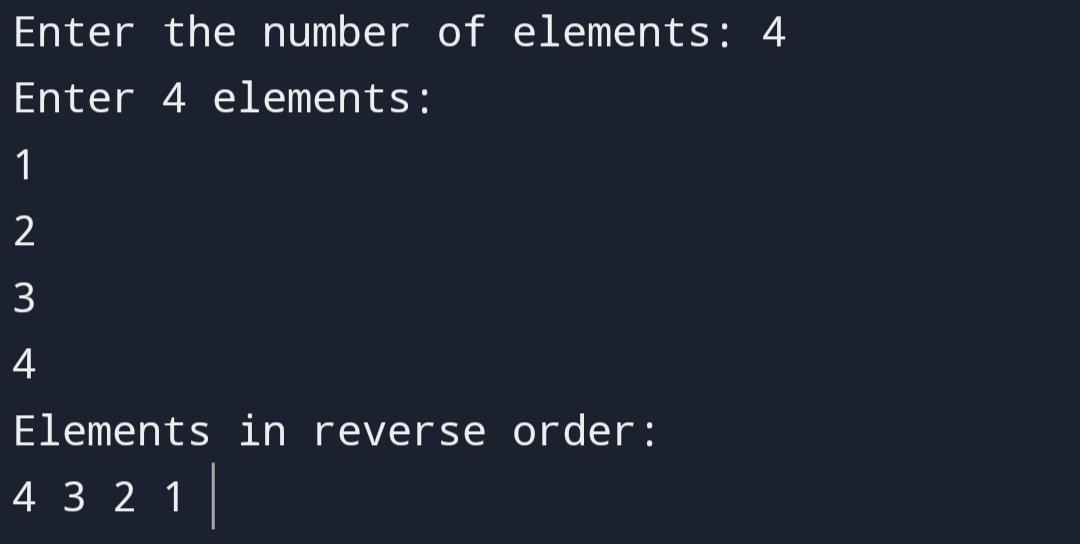 Enter the number of elements: 4
Enter 4 elements:
1
2
3
4
Elements in reverse order:
4 3 2 1